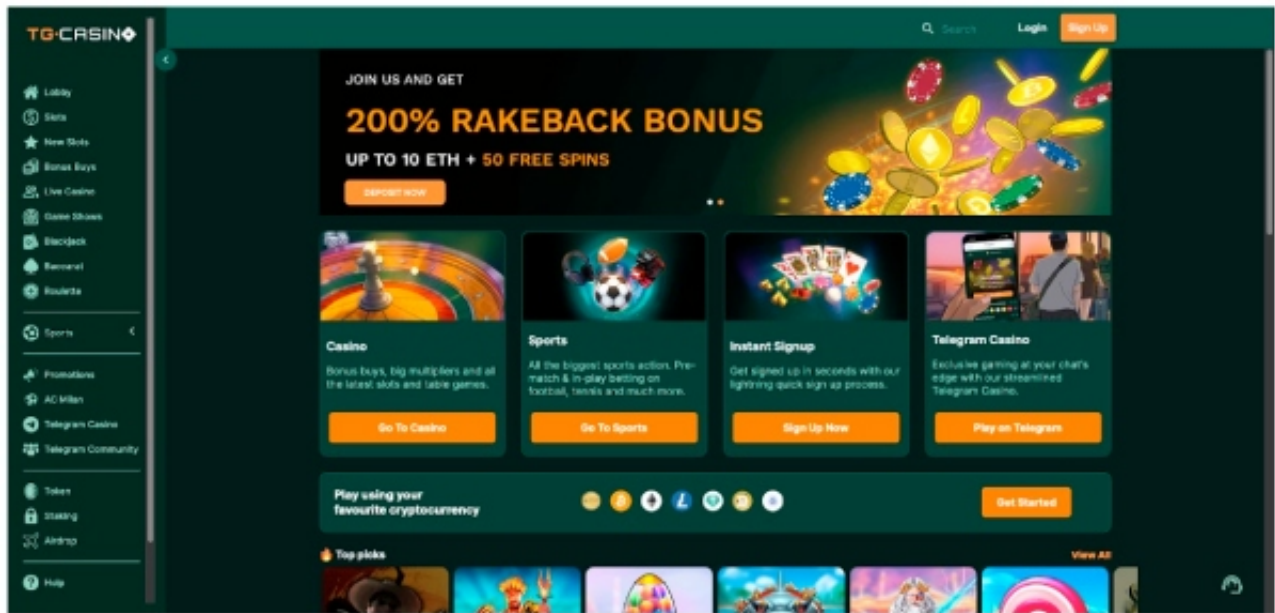 TG·CASINO
Search
Login
Sign Up
Lobby
Slots
New Slots
Bonus Buys
Live Casino
Game Shows
Blackjack
Baccarat
Roulette
Sports
Promotions
AC Milan
Telegram Casino
Telegram Community
Token
Staking
Airdrop
Help
JOIN US AND GET
200% RAKEBACK BONUS
UP TO 10 ETH + 50 FREE SPINS
DEPOSIT NOW
Casino
Bonus buys, big multipliers and all
the latest slots and table games.
Go To Casino
Sports
All the biggest sports action. Pre-
match & in-play betting on
football, tennis and much more.
Go To Sports
Instant Signup
Get signed up in seconds with our
lightning quick sign up process.
Sign Up Now
Telegram Casino
Exclusive gaming at your chat's
edge with our streamlined
Telegram Casino.
Play on Telegram
Play using your
favourite cryptocurrency
Get Started
Top picks
View All